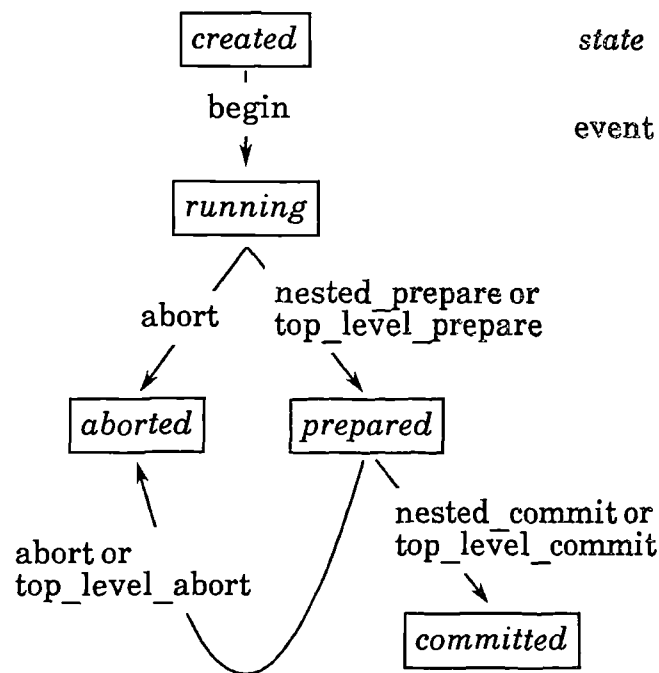 created
state
begin
event
running
abort
nested_prepare or
top_level_prepare
aborted
prepared
nested_commit or
top_level_commit
abort or
top_level_abort
committed